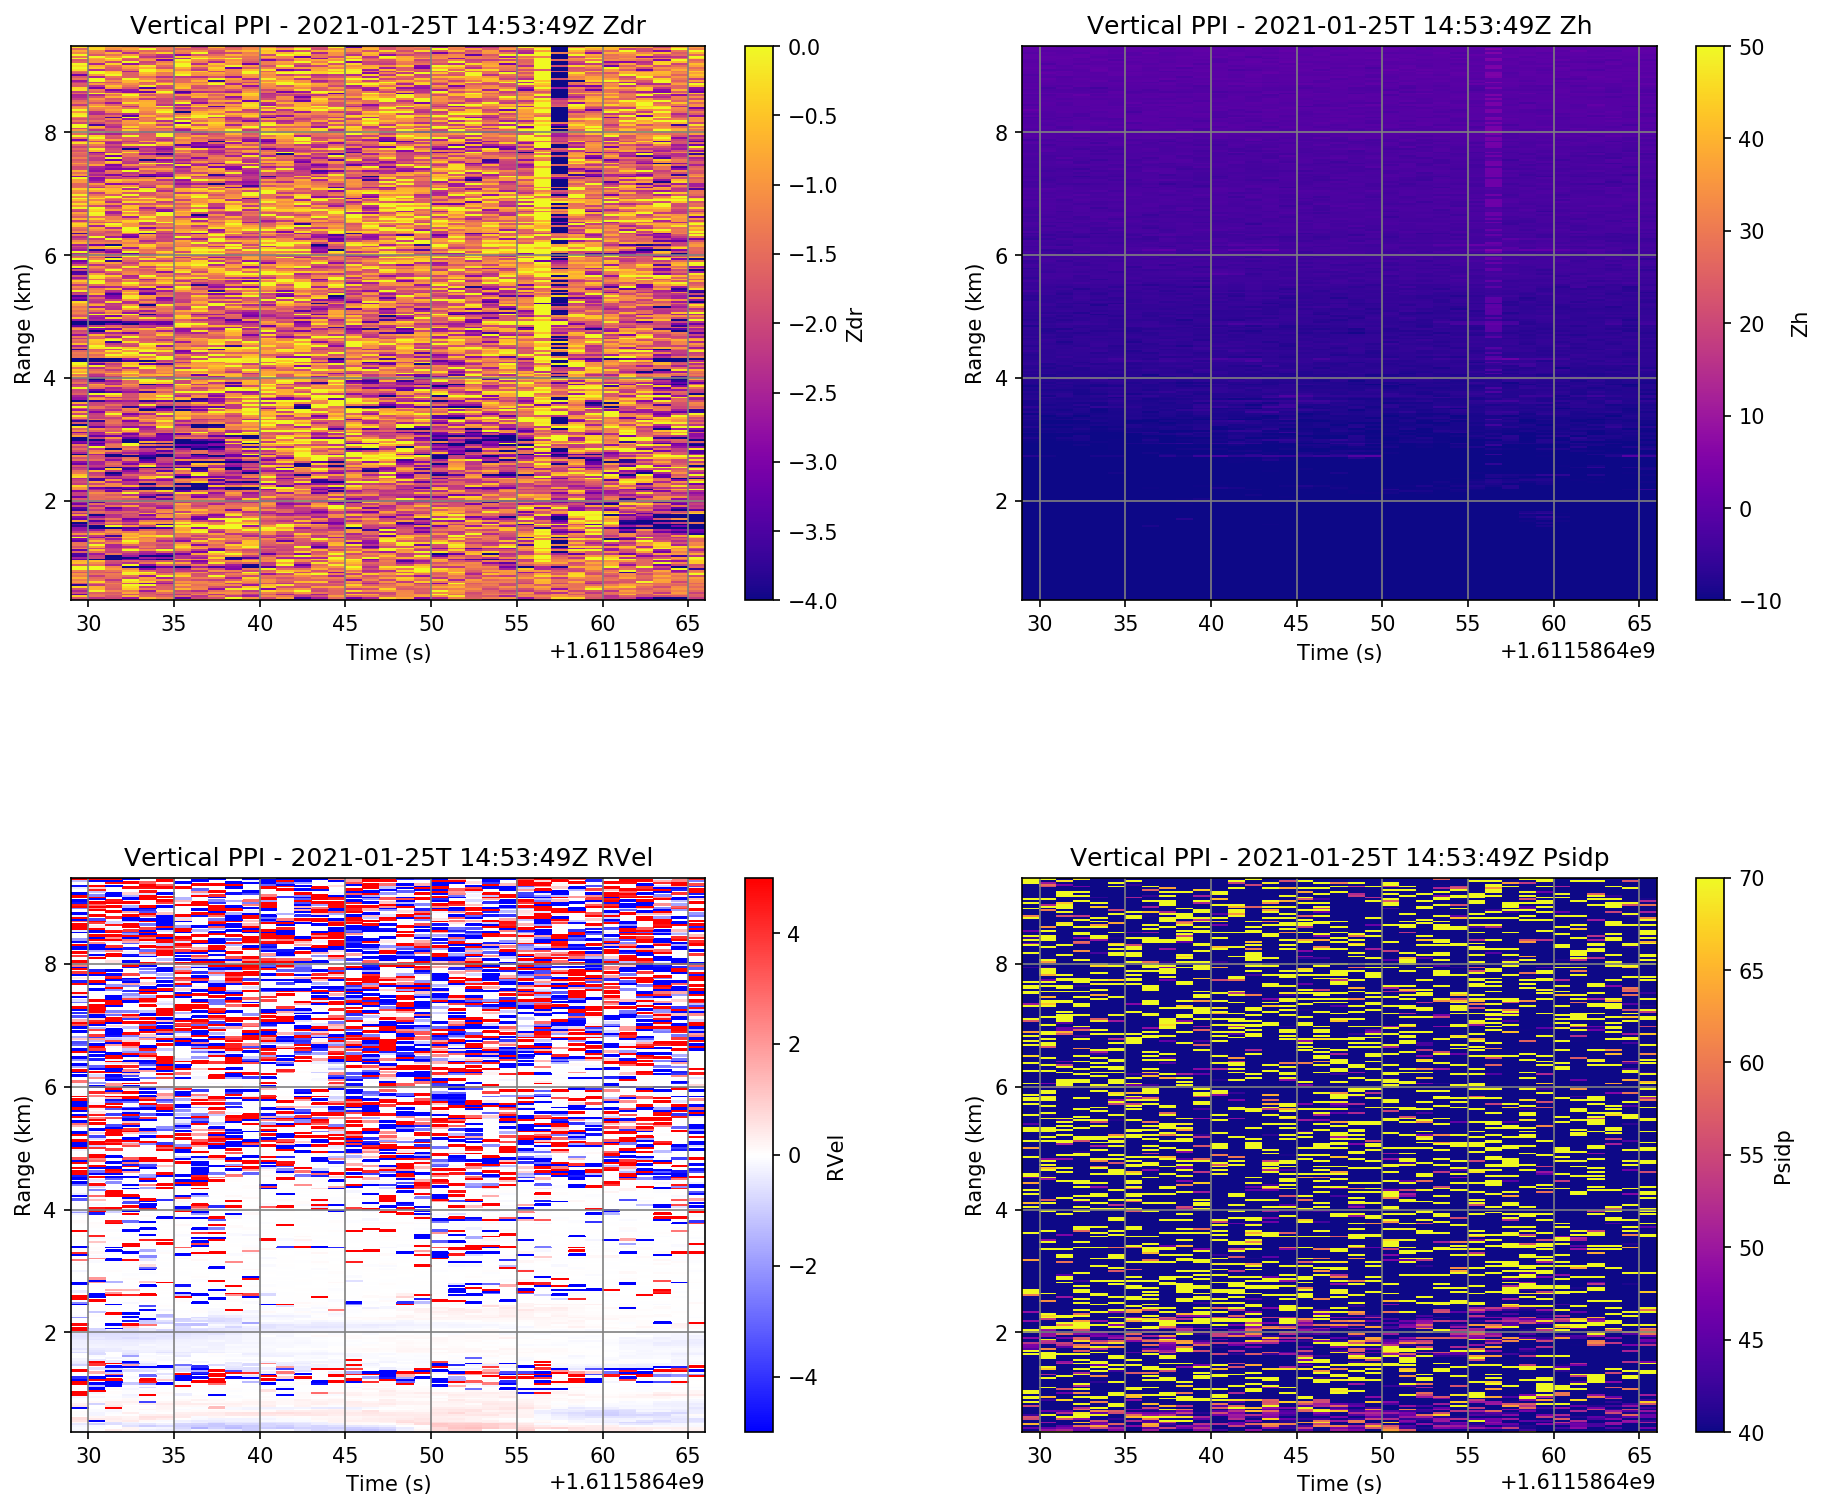 Vertical PPI - 2021-01-25T 14:53:49Z Zdr
Range (km)
8
6
4
2
30 35 40 45 50 55 60 65
Time (s)
+1.6115864e9
0.0
−0.5
−1.0
−1.5
−2.0
−2.5
−3.0
−3.5
−4.0
Zdr
Vertical PPI - 2021-01-25T 14:53:49Z Zh
Range (km)
8
6
4
2
30 35 40 45 50 55 60 65
Time (s)
+1.6115864e9
50
40
30
20
10
0
−10
Zh
Vertical PPI - 2021-01-25T 14:53:49Z RVel
Range (km)
8
6
4
2
30 35 40 45 50 55 60 65
Time (s)
+1.6115864e9
4
2
0
−2
−4
RVel
Vertical PPI - 2021-01-25T 14:53:49Z Psidp
Range (km)
8
6
4
2
30 35 40 45 50 55 60 65
Time (s)
+1.6115864e9
70
65
60
55
50
45
40
Psidp